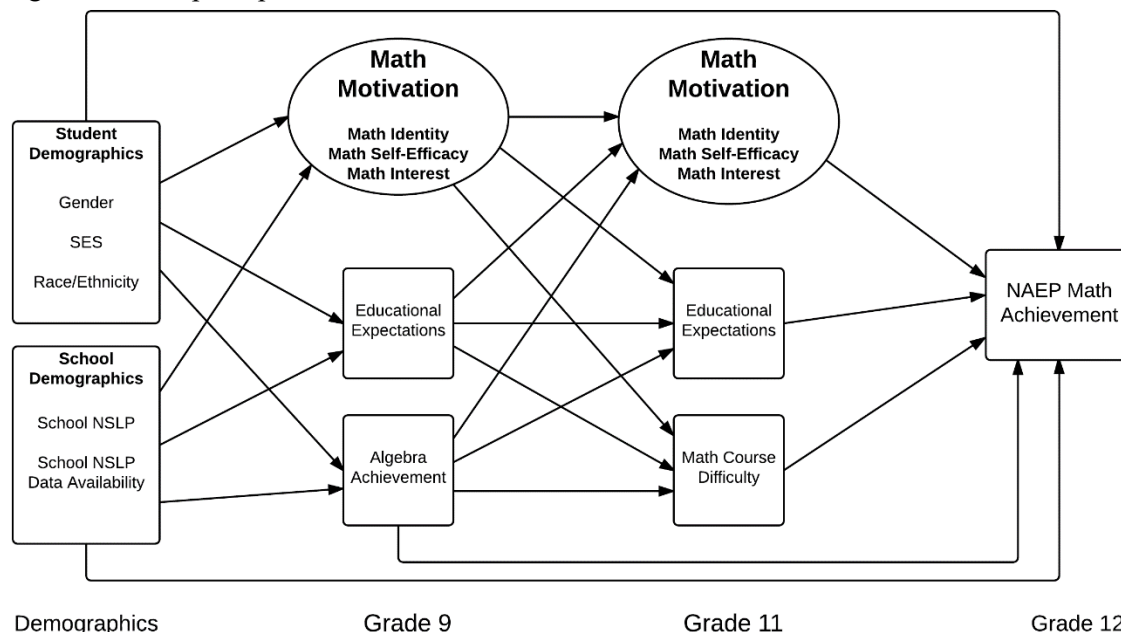 Student
Demographics
Gender
SES
Race/Ethnicity
School
Demographics
School NSLP
School NSLP
Data Availability
Math
Motivation
Math Identity
Math Self-Efficacy
Math Interest
Educational
Expectations
Algebra
Achievement
Math
Motivation
Math Identity
Math Self-Efficacy
Math Interest
Educational
Expectations
Math Course
Difficulty
NAEP Math
Achievement
Demographics
Grade 9
Grade 11
Grade 12